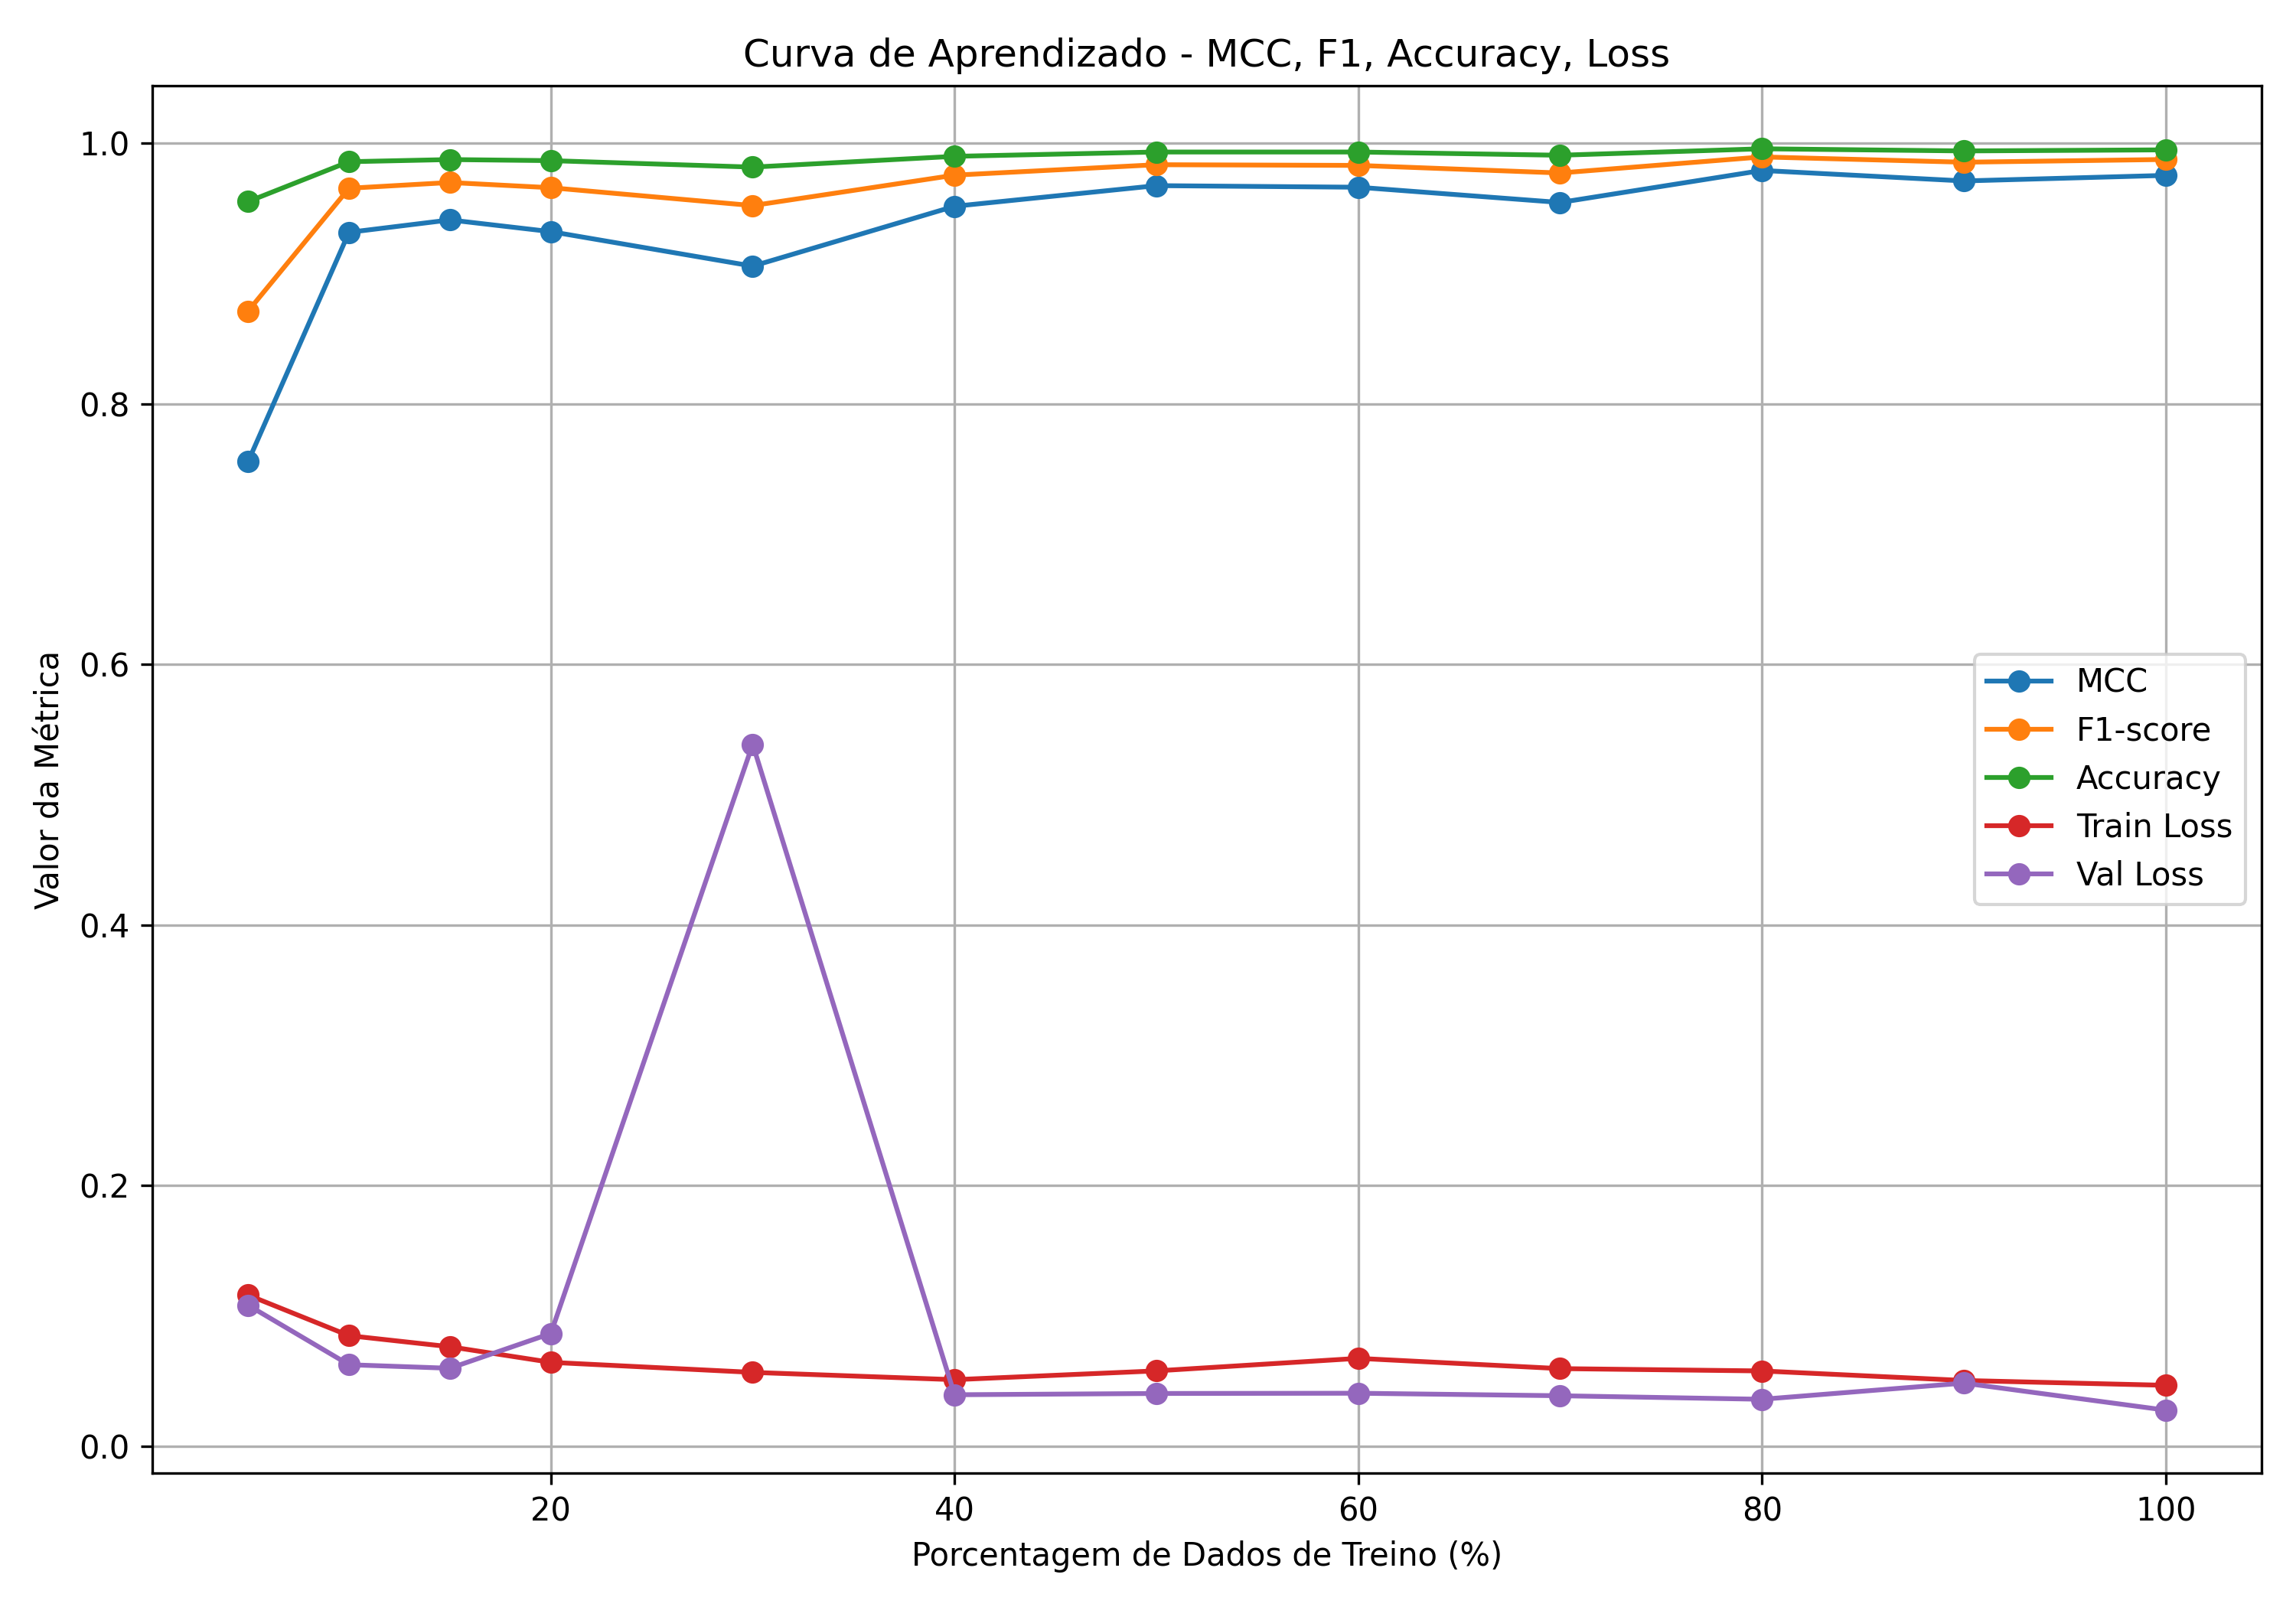 Curva de Aprendizado - MCC, F1, Accuracy, Loss
Valor da Métrica
1.0
0.8
0.6
0.4
0.2
0.0
MCC
F1-score
Accuracy
Train Loss
Val Loss
20 40 60 80 100
Porcentagem de Dados de Treino (%)